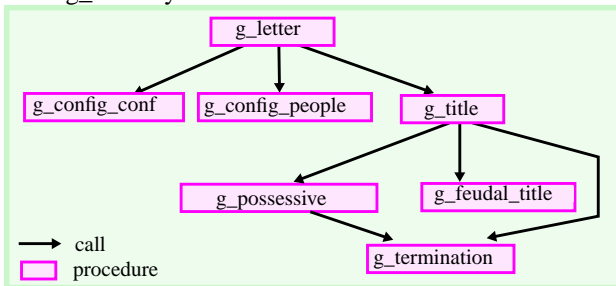 g_letter
g_config_conf
g_config_people
g_title
g_possessive
g_feudal_title
g_termination
call
procedure